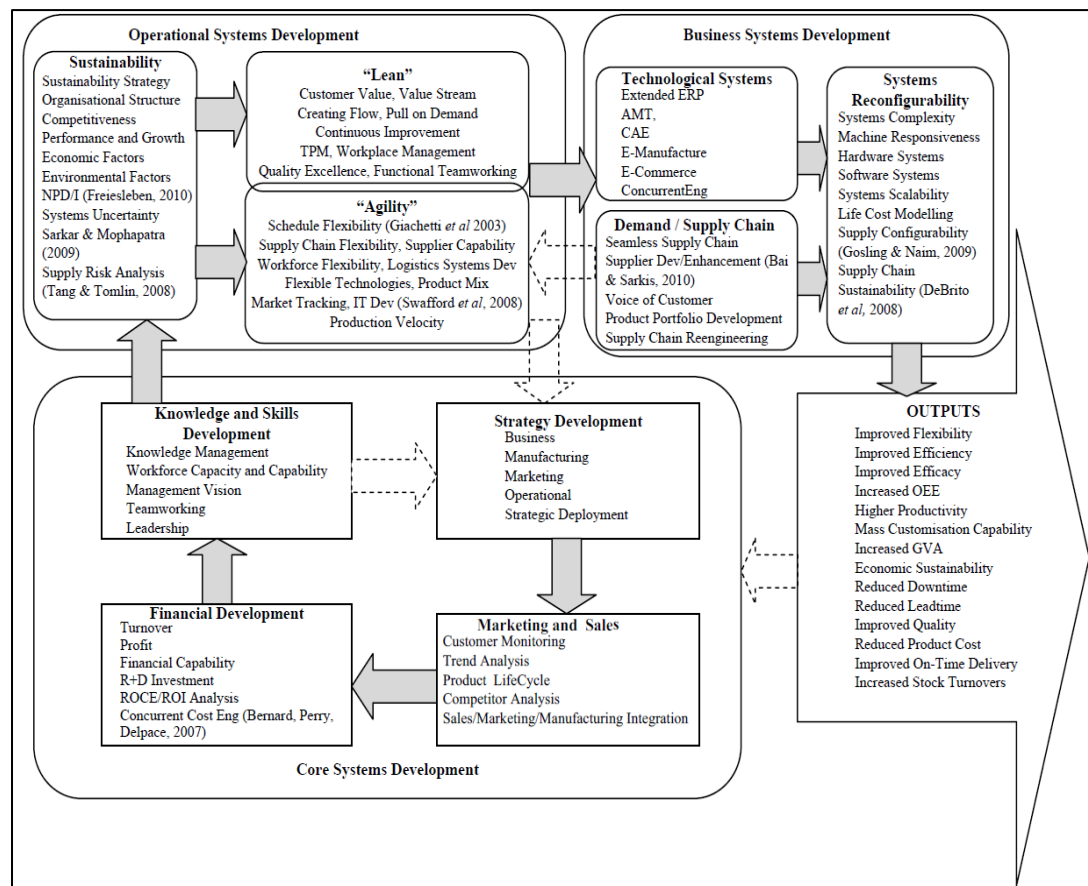 Operational Systems Development
Sustainability
Sustainability Strategy
Organisational Structure
Competitiveness
Performance and Growth
Economic Factors
Environmental Factors
NPD/I (Freiesleben, 2010)
Systems Uncertainty
Sarkar & Mophapatra
(2009)
Supply Risk Analysis
(Tang & Tomlin, 2008)
“Lean”
Customer Value, Value Stream
Creating Flow, Pull on Demand
Continuous Improvement
TPM, Workplace Management
Quality Excellence, Functional Teamworking
“Agility”
Schedule Flexibility (Giachetti et al 2003)
Supply Chain Flexibility, Supplier Capability
Workforce Flexibility, Logistics Systems Dev
Flexible Technologies, Product Mix
Market Tracking, IT Dev (Swafford et al, 2008)
Production Velocity
Business Systems Development
Technological Systems
Extended ERP
AMT,
CAE
E-Manufacture
E-Commerce
ConcurrentEng
Demand / Supply Chain
Seamless Supply Chain
Supplier Dev/Enhancement (Bai
& Sarkis, 2010)
Voice of Customer
Product Portfolio Development
Supply Chain Reengineering
Systems
Reconfigurability
Systems Complexity
Machine Responsiveness
Hardware Systems
Software Systems
Systems Scalability
Life Cost Modelling
Supply Configurability
(Gosling & Naim, 2009)
Supply Chain
Sustainability (DeBrito
et al, 2008)
Knowledge and Skills
Development
Knowledge Management
Workforce Capacity and Capability
Management Vision
Teamworking
Leadership
Strategy Development
Business
Manufacturing
Marketing
Operational
Strategic Deployment
Financial Development
Turnover
Profit
Financial Capability
R+D Investment
ROCE/ROI Analysis
Concurrent Cost Eng (Bernard, Perry,
Delpace, 2007)
Marketing and Sales
Customer Monitoring
Trend Analysis
Product LifeCycle
Competitor Analysis
Sales/Marketing/Manufacturing Integration
Core Systems Development
OUTPUTS
Improved Flexibility
Improved Efficiency
Improved Efficacy
Increased OEE
Higher Productivity
Mass Customisation Capability
Increased GVA
Economic Sustainability
Reduced Downtime
Reduced Leadtime
Improved Quality
Reduced Product Cost
Improved On-Time Delivery
Increased Stock Turnovers